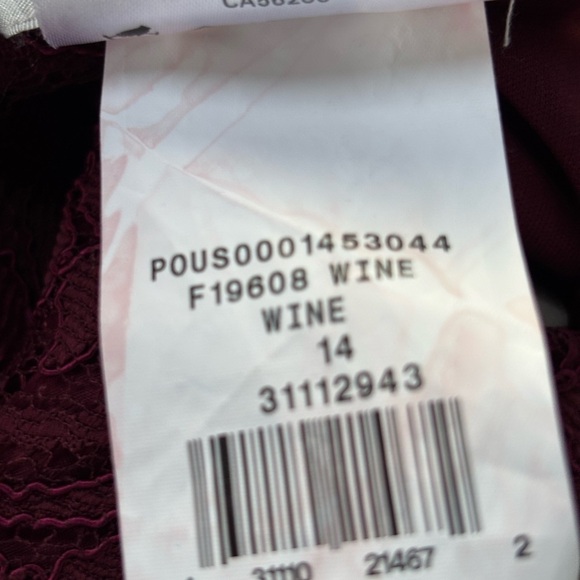 POUS0001453044
F19608 WINE
WINE
14
31112943
31110 21467 2